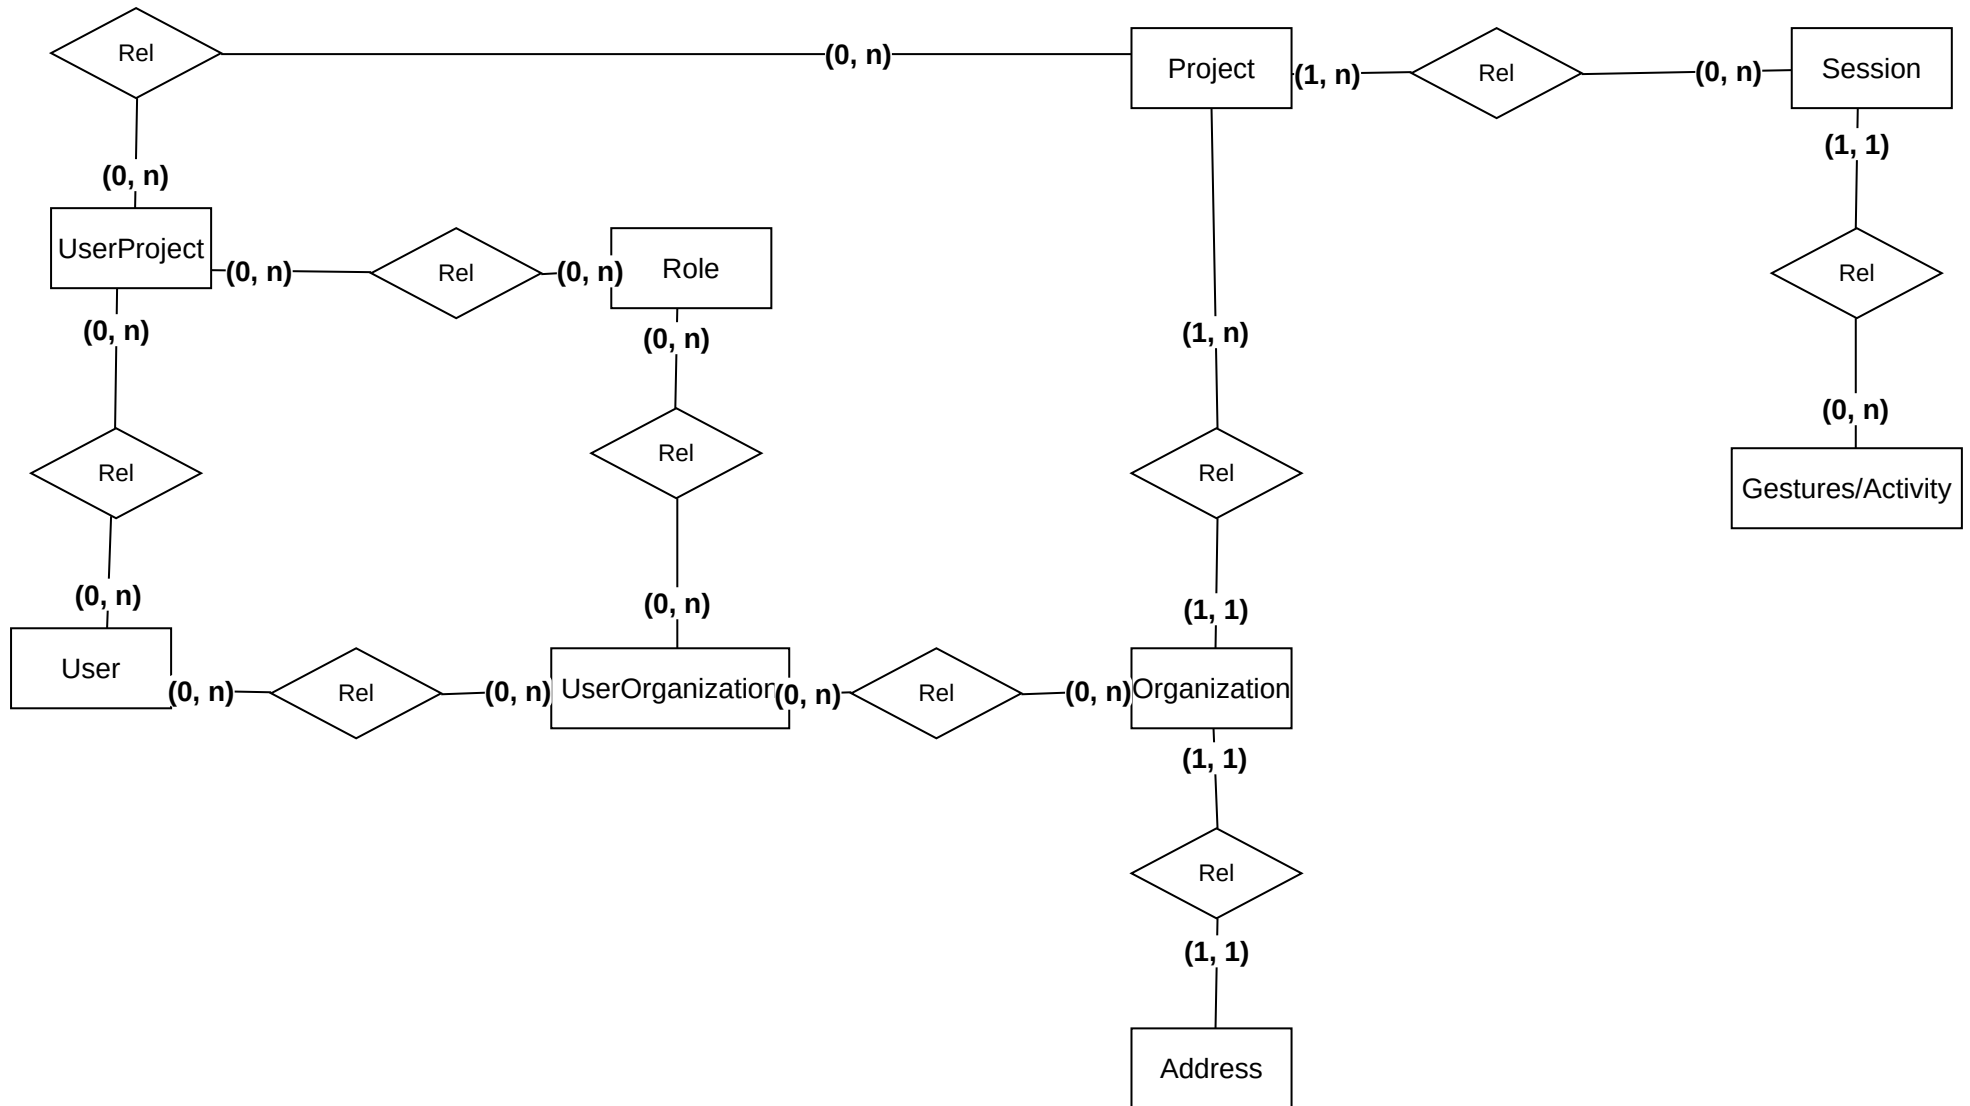 Rel
(0, n)
Project
(1, n)
Rel
(0, n)
Session
(0, n)
(1, 1)
UserProject
(0, n)
Rel
(0, n)
Role
Rel
(0, n)
(0, n)
(1, n)
(0, n)
Rel
Rel
Rel
Gestures/Activity
(0, n)
(0, n)
(1, 1)
User
(0, n)
Rel
(0, n)
UserOrganization
(0, n)
Rel
(0, n)
Organization
(1, 1)
Rel
(1, 1)
Address